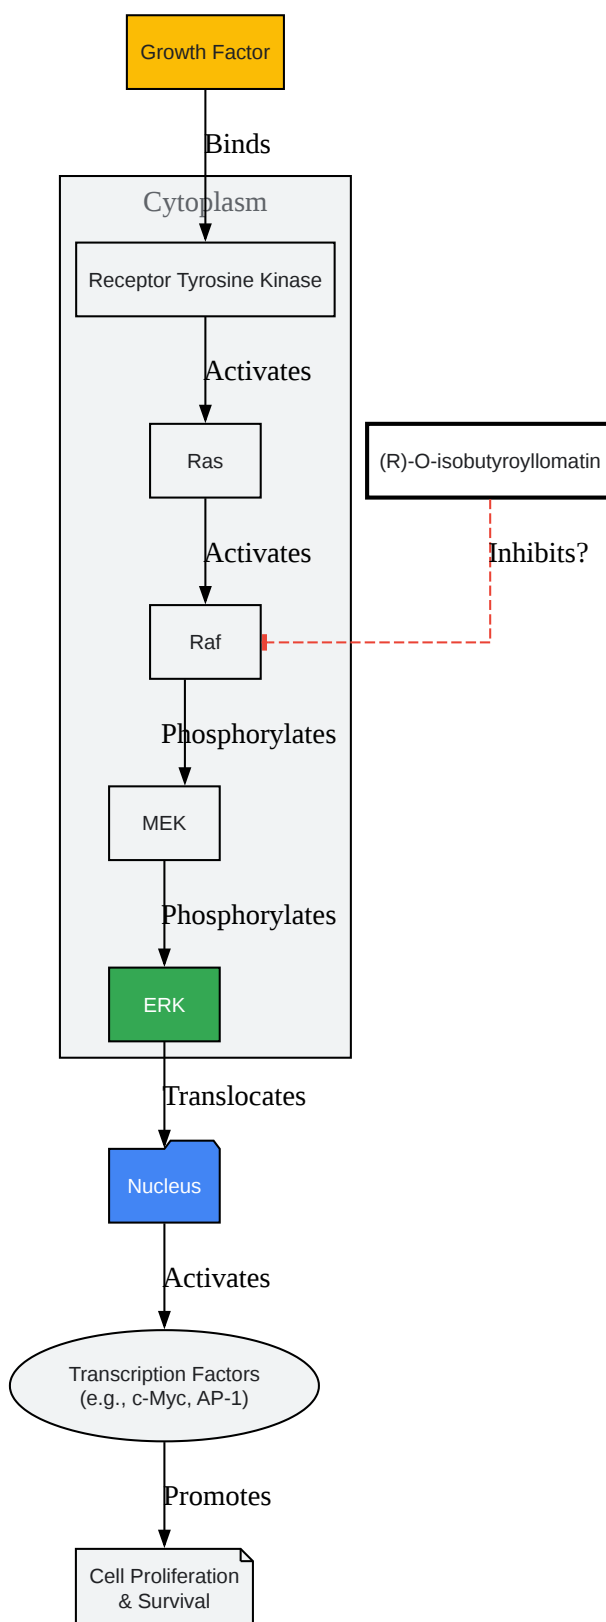 Growth Factor
Binds
Cytoplasm
Receptor Tyrosine Kinase
Activates
Ras
(R)-O-isobutyroyllomatin
Activates
Inhibits?
Raf
Phosphorylates
MEK
Phosphorylates
ERK
Translocates
Nucleus
Activates
Transcription Factors
(e.g., c-Myc, AP-1)
Promotes
Cell Proliferation
& Survival